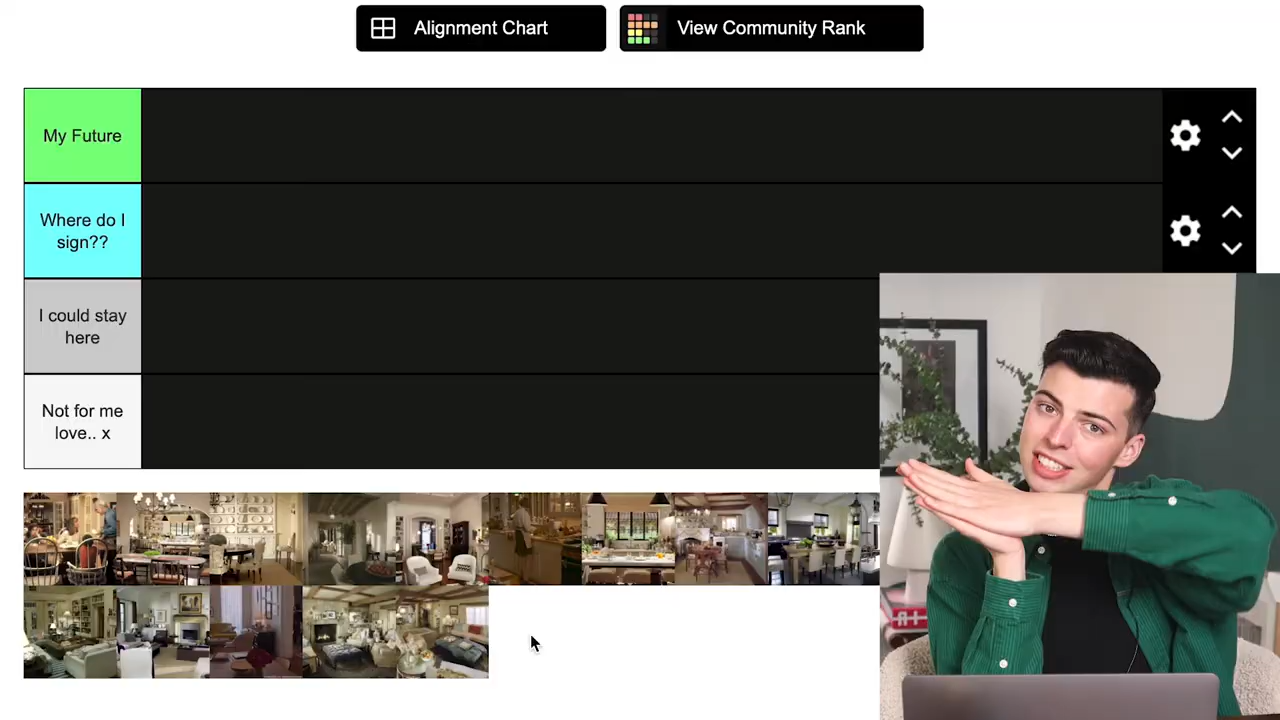 Alignment Chart
View Community Rank
My Future
Where do I
sign??
I could stay
here
Not for me
love.. x